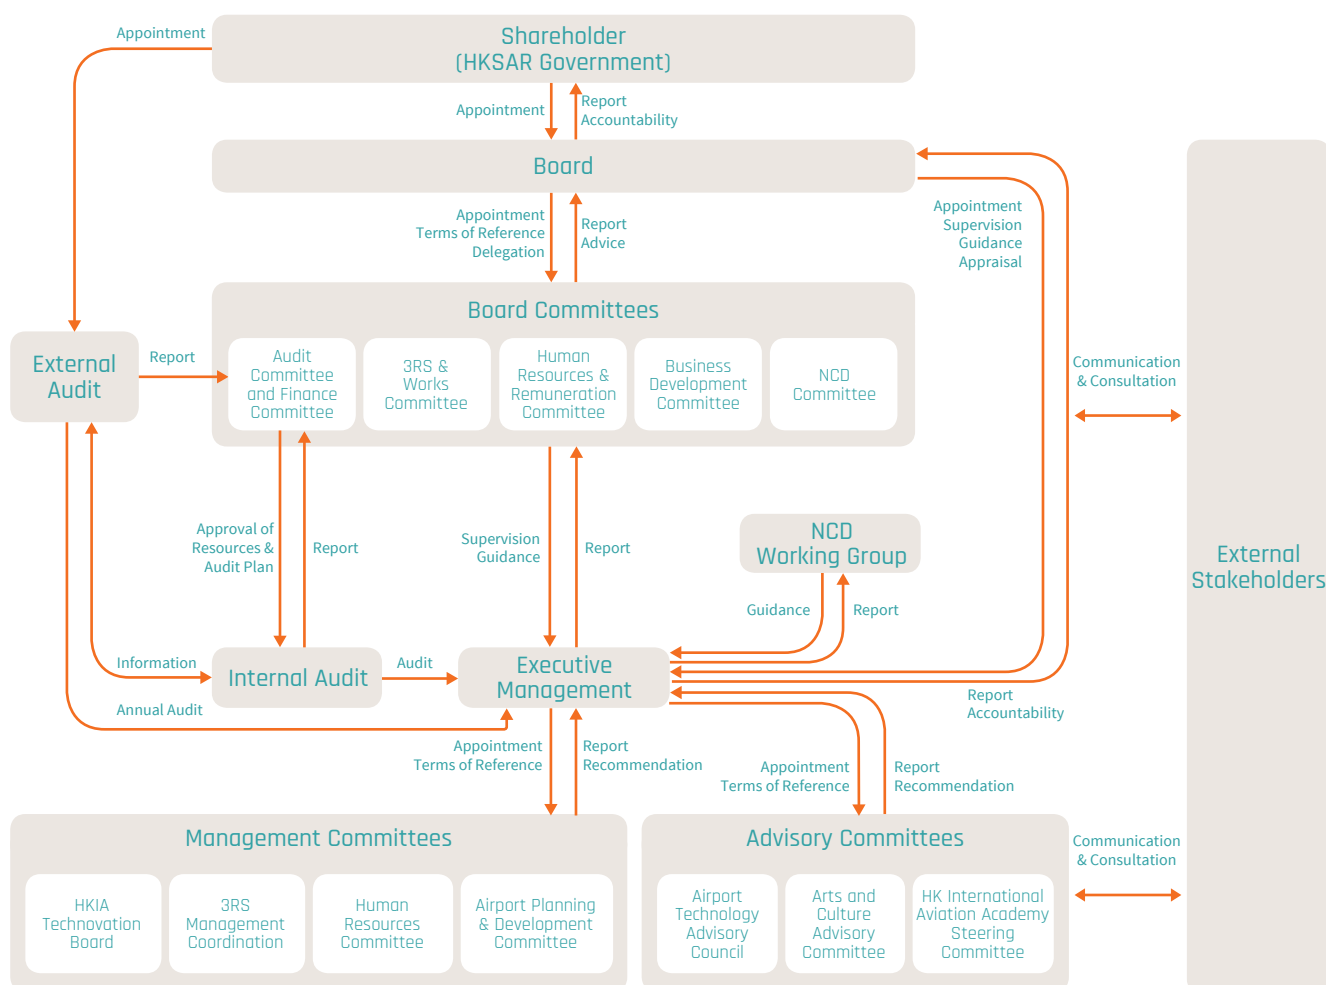 Appointment
Shareholder
(HKSAR Government)
Appointment
Report
Accountability
Board
Appointment
Terms of Reference
Delegation
Report
Advice
Appointment
Supervision
Guidance
Appraisal
Board Committees
Audit
Committee
and Finance
Committee
3RS &
Works
Committee
Human
Resources &
Remuneration
Committee
Business
Development
Committee
NCD
Committee
External
Audit
Report
Communication
& Consultation
Approval of
Resources &
Audit Plan
Report
Supervision
Guidance
Report
NCD
Working Group
Guidance
Report
External
Stakeholders
Information
Internal Audit
Audit
Executive
Management
Annual Audit
Report
Accountability
Appointment
Terms of Reference
Report
Recommendation
Appointment
Terms of Reference
Report
Recommendation
Management Committees
HKIA
Technovation
Board
3RS
Management
Coordination
Human
Resources
Committee
Airport Planning
& Development
Committee
Advisory Committees
Airport
Technology
Advisory
Council
Arts and
Culture
Advisory
Committee
HK International
Aviation Academy
Steering
Committee
Communication
& Consultation